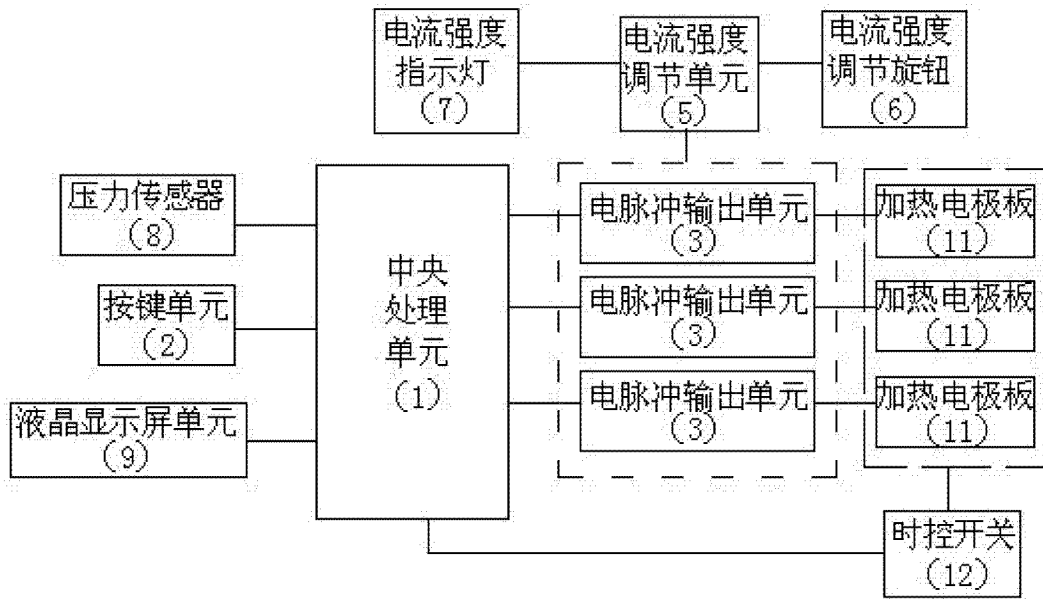 电流强度
指示灯
(7)
电流强度
调节单元
(5)
电流强度
调节旋钮
(6)
压力传感器
(8)
按键单元
(2)
液晶显示屏单元
(9)
中央
处理
单元
(1)
电脉冲输出单元
(3)
电脉冲输出单元
(3)
电脉冲输出单元
(3)
加热电极板
(11)
加热电极板
(11)
加热电极板
(11)
时控开关
(12)